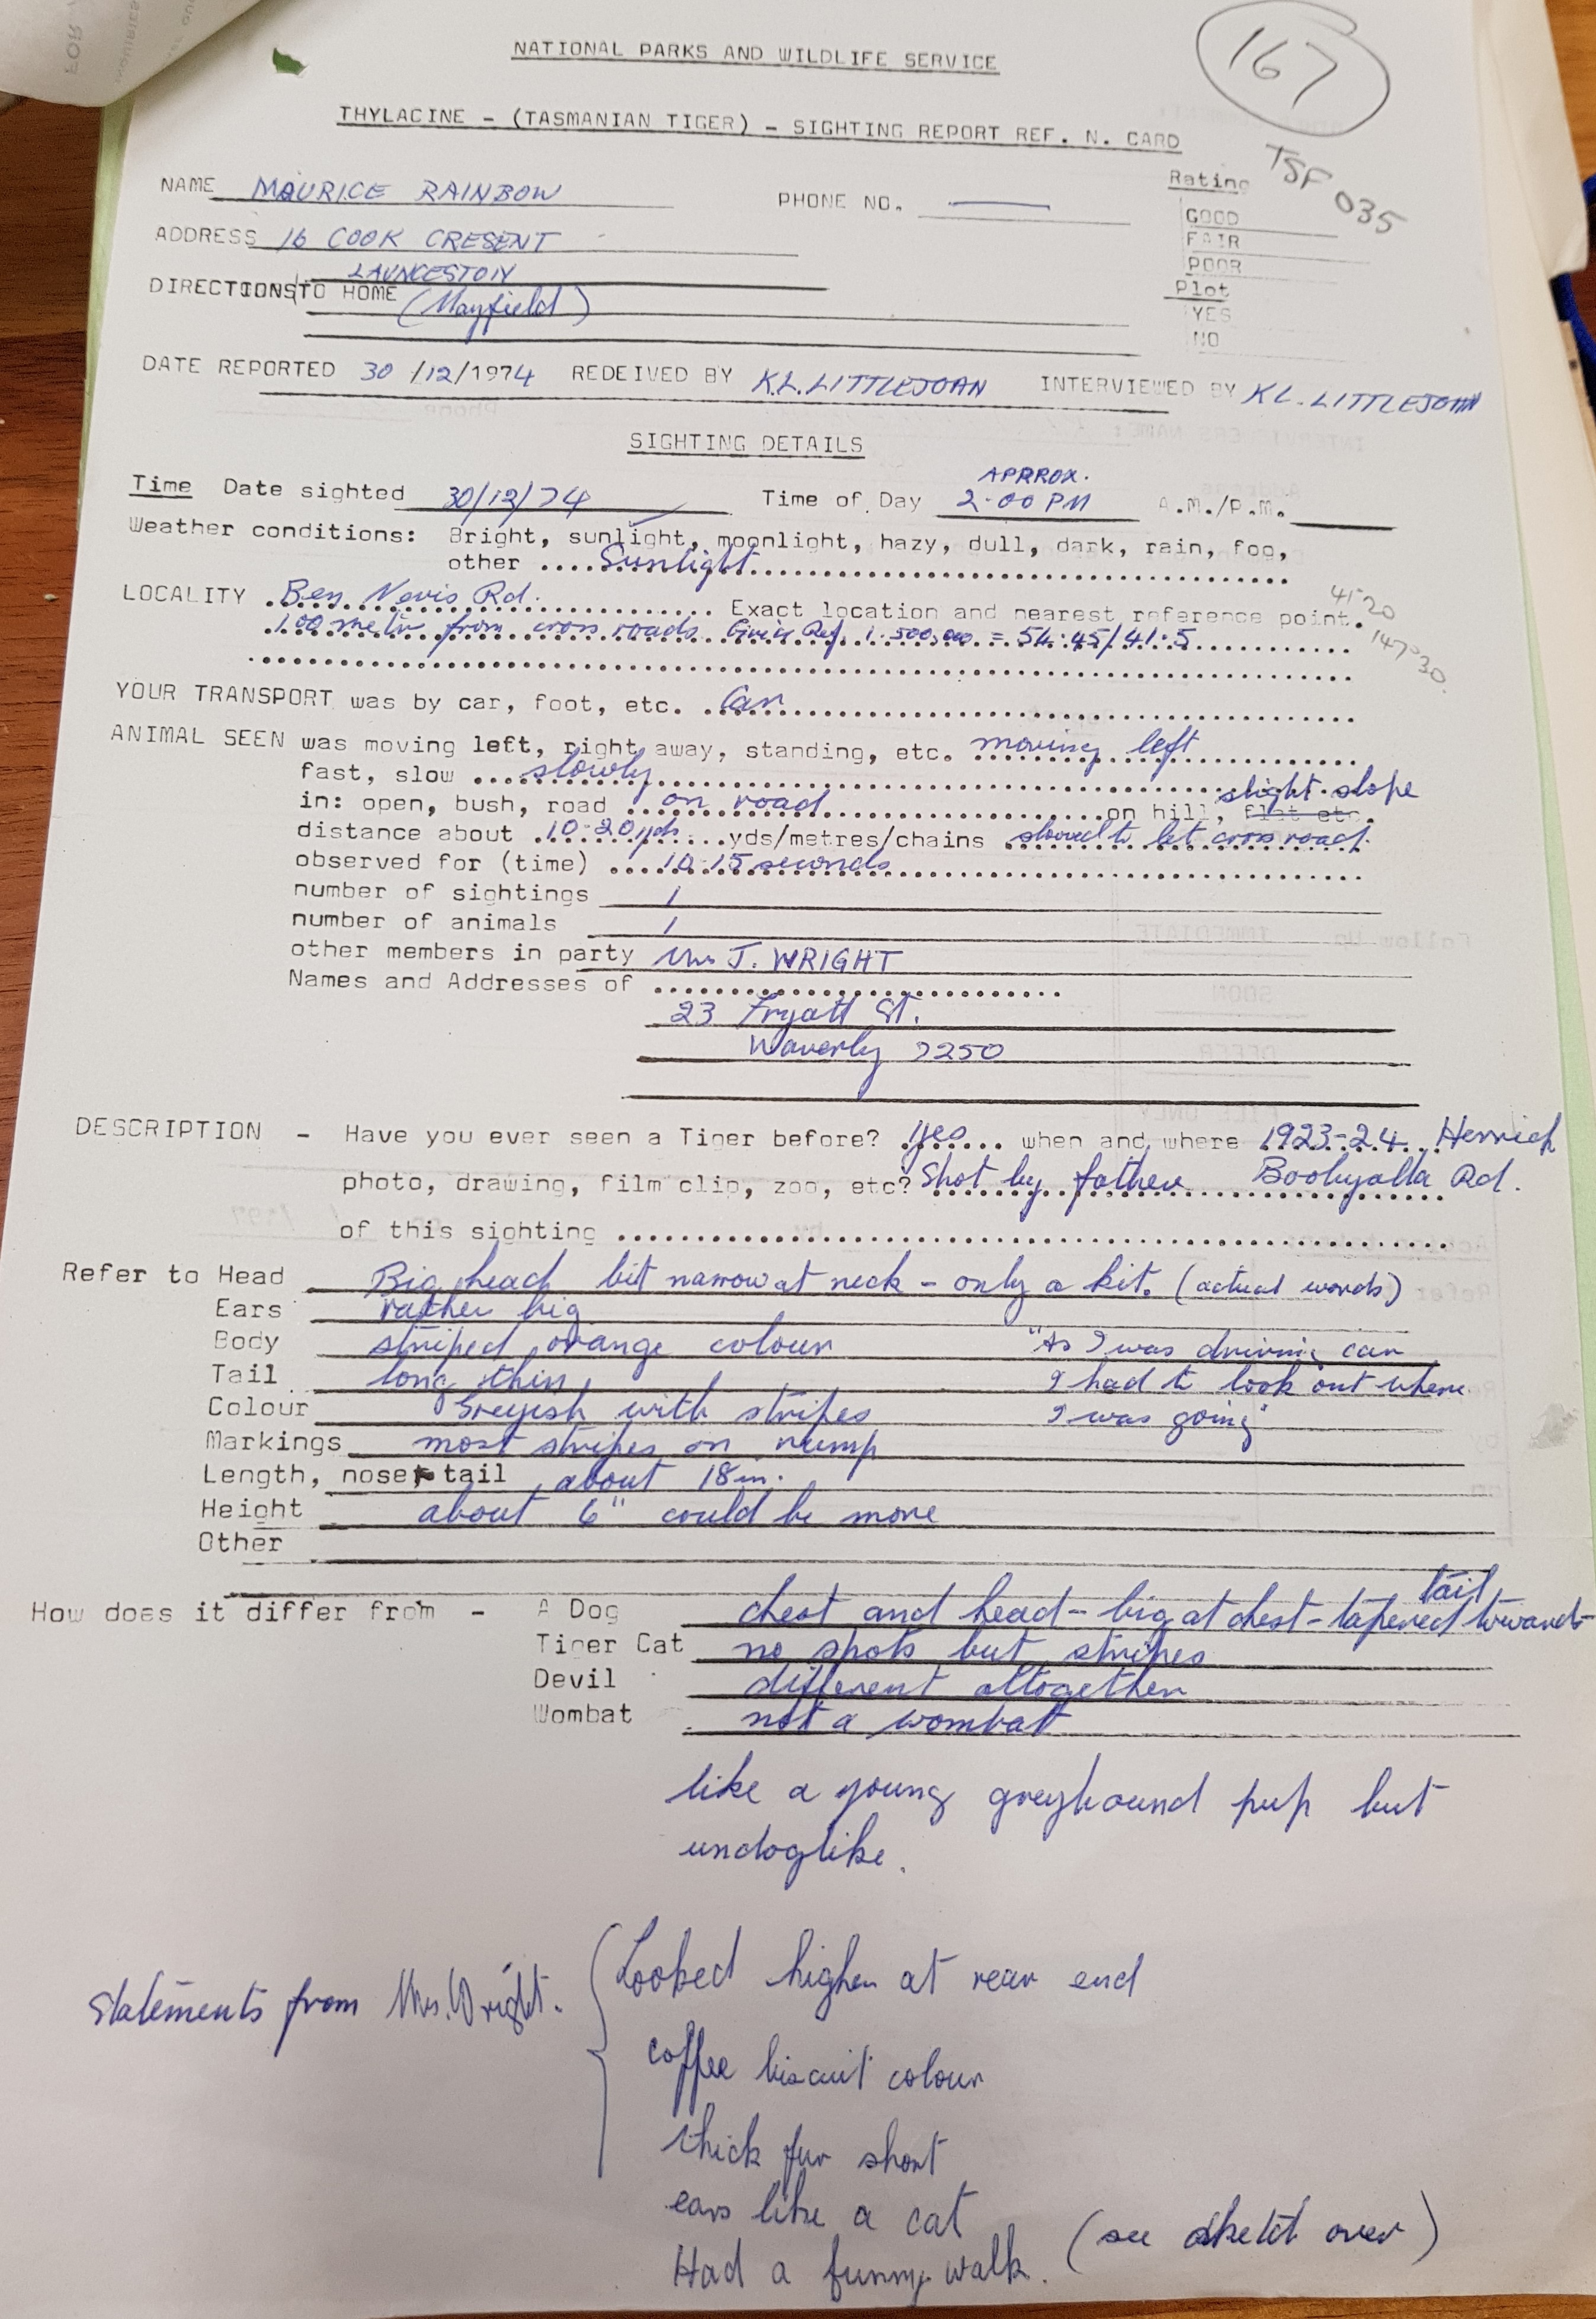 167
NATIONAL PARKS AND WILDLIFE SERVICE
THYLACINE - (TASMANIAN TIGER) - SIGHTING REPORT REF. N. CARD
TSF 035
NAME MAURICE RAINBOW PHONE NO. —
Rating
GOOD
FAIR
POOR
Plot
YES
NO
ADDRESS 16 COOK CRESENT
LAUNCESTON
DIRECTIONS TO HOME (Mayfield)
DATE REPORTED 30/12/1974 REDEIVED BY K.L. LITTLEJOHN INTERVIEWED BY K L. LITTLEJOHN
SIGHTING DETAILS
Time Date sighted 30/12/74 Time of Day APRROX. 2.00 PM A.M./P.M.
Weather conditions: Bright, sunlight, moonlight, hazy, dull, dark, rain, fog,
other ....Sunlight
LOCALITY Ben Nevis Rd. Exact location and nearest reference point.
41°20
100 metre from cross roads Ref. 1:500,000 = 54:45/41:5
147°30.
YOUR TRANSPORT was by car, foot, etc. Car
ANIMAL SEEN was moving left, right away, standing, etc. moving left
fast, slow ...slowly
in: open, bush, road on road on hill, flat etc. slight slope
distance about 10-20 yds yds/metres/chains slowed to let cross road.
observed for (time) 10-15 seconds
number of sightings 1
number of animals 1
other members in party Mrs J. WRIGHT
Names and Addresses of
23 Fryatt St.
Waverly 7250
DESCRIPTION - Have you ever seen a Tiger before? yes when and where 1923-24 Herrick
photo, drawing, film clip, zoo, etc? Shot by father Boobyalla Rd.
of this sighting
Refer to Head Big head but narrow at neck - only a kit. (actual words)
Ears rather big
Body striped orange colour "As I was driving car
Tail long thin I had to look out where
Colour Greyish with stripes I was going"
Markings most stripes on rump
Length, nose tail about 18 in.
Height about 6" could be more
Other
How does it differ from - A Dog chest and head - big at chest - tapered towards tail
Tiger Cat no spots but stripes
Devil different altogether
Wombat not a wombat
like a young greyhound pup but
undoglike.
Statements from Mrs. Wright.
Looked higher at rear end
coffee biscuit colour
thick fur short
ears like a cat
Had a funny walk. (see sketch over)